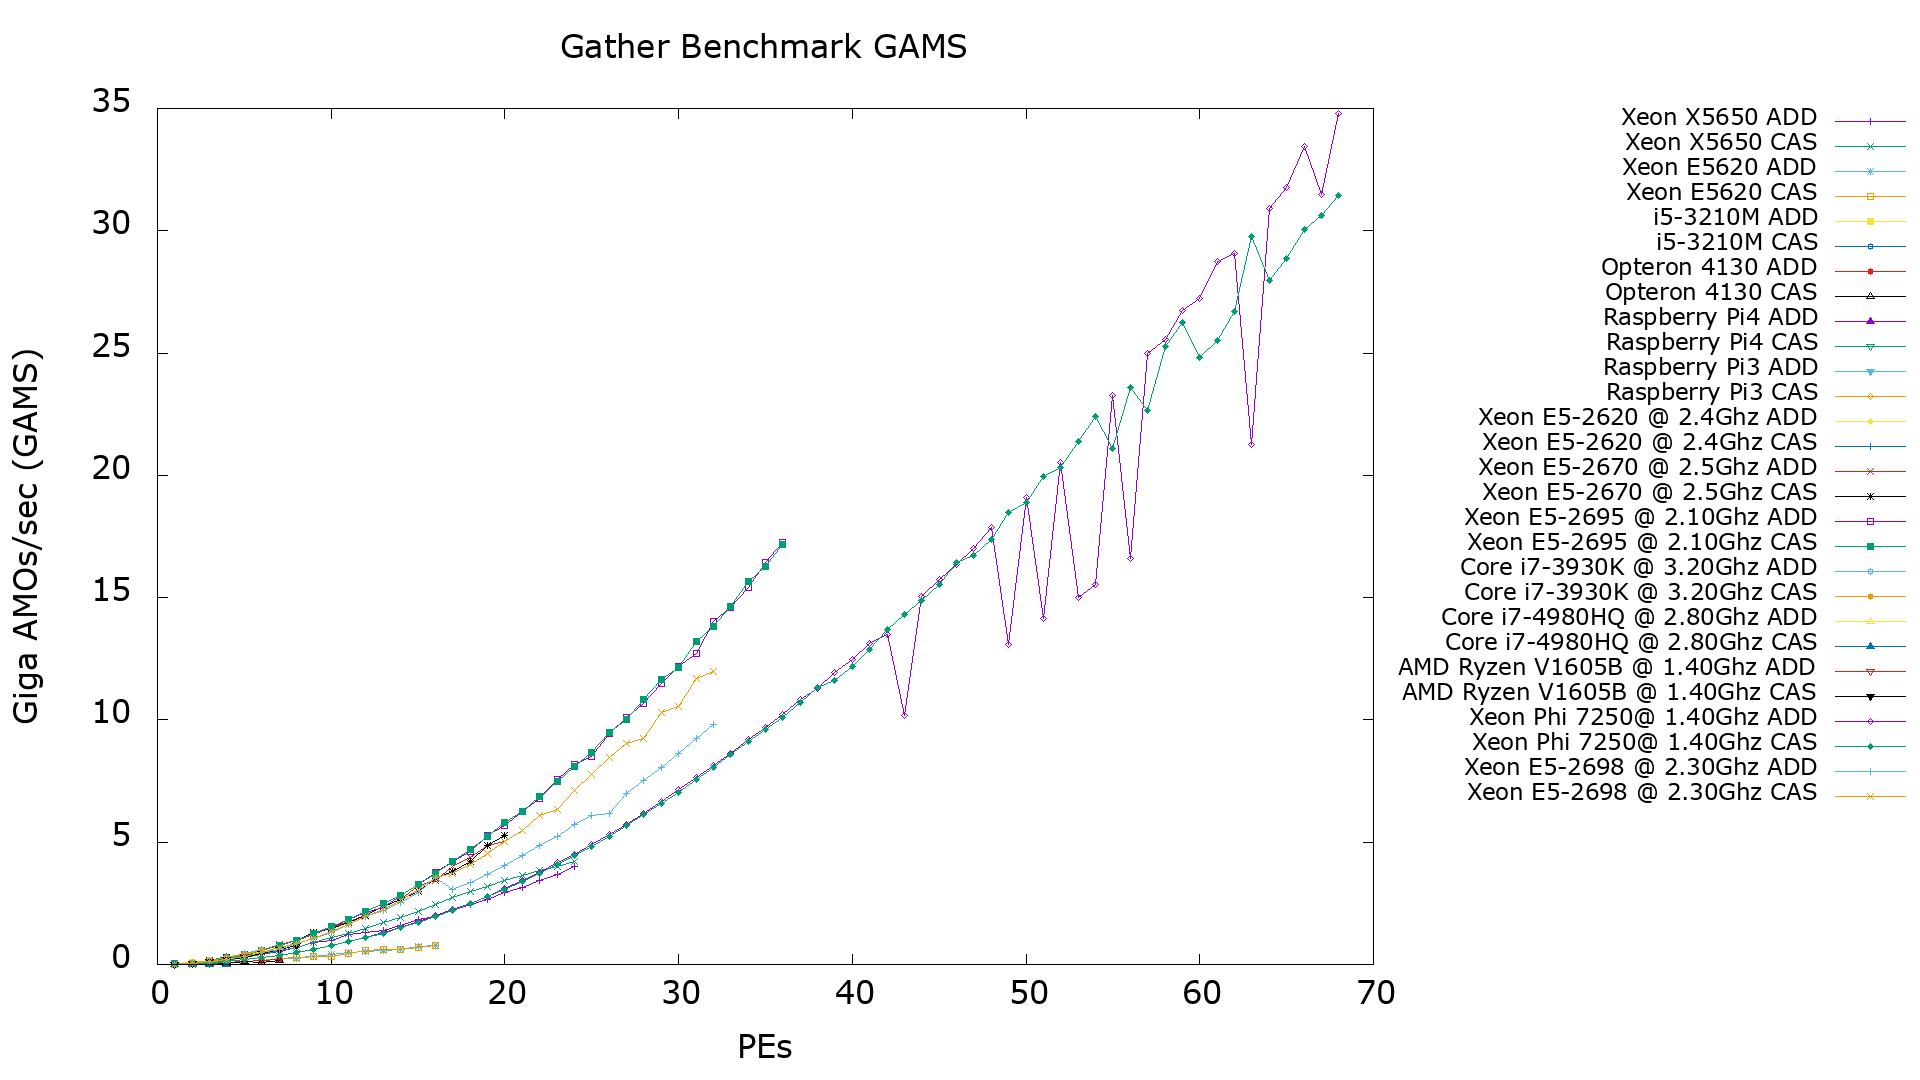 Gather Benchmark GAMS
Giga AMOs/sec (GAMS)
35
30
25
20
15
10
5
0
0 10 20 30 40 50 60 70
PEs
Xeon X5650 ADD
Xeon X5650 CAS
Xeon E5620 ADD
Xeon E5620 CAS
i5-3210M ADD
i5-3210M CAS
Opteron 4130 ADD
Opteron 4130 CAS
Raspberry Pi4 ADD
Raspberry Pi4 CAS
Raspberry Pi3 ADD
Raspberry Pi3 CAS
Xeon E5-2620 @ 2.4Ghz ADD
Xeon E5-2620 @ 2.4Ghz CAS
Xeon E5-2670 @ 2.5Ghz ADD
Xeon E5-2670 @ 2.5Ghz CAS
Xeon E5-2695 @ 2.10Ghz ADD
Xeon E5-2695 @ 2.10Ghz CAS
Core i7-3930K @ 3.20Ghz ADD
Core i7-3930K @ 3.20Ghz CAS
Core i7-4980HQ @ 2.80Ghz ADD
Core i7-4980HQ @ 2.80Ghz CAS
AMD Ryzen V1605B @ 1.40Ghz ADD
AMD Ryzen V1605B @ 1.40Ghz CAS
Xeon Phi 7250@ 1.40Ghz ADD
Xeon Phi 7250@ 1.40Ghz CAS
Xeon E5-2698 @ 2.30Ghz ADD
Xeon E5-2698 @ 2.30Ghz CAS